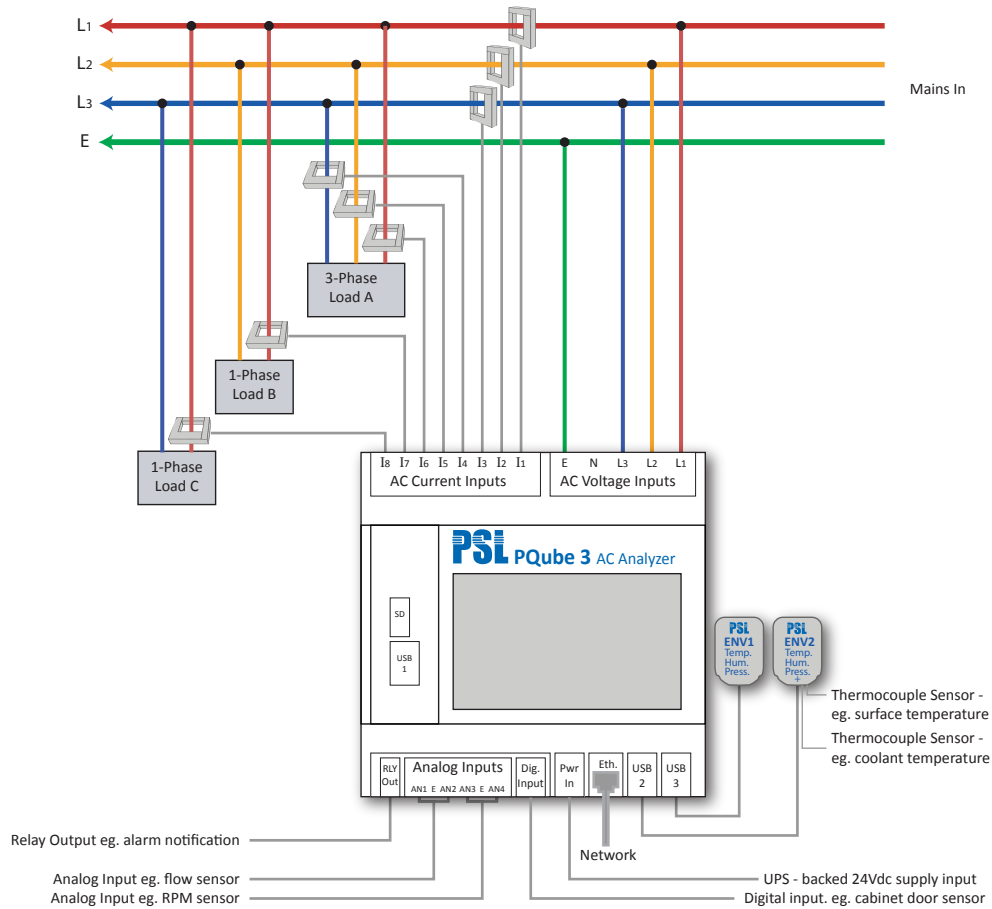 L1
L2
L3
E
Mains In
3-Phase
Load A
1-Phase
Load B
1-Phase
Load C
I8 I7 I6 I5 I4 I3 I2 I1
AC Current Inputs
E N L3 L2 L1
AC Voltage Inputs
PSL PQube 3 AC Analyzer
SD
USB
1
PSL
ENV1
Temp.
Hum.
Press.
PSL
ENV2
Temp.
Hum.
Press.
+
Thermocouple Sensor -
eg. surface temperature
Thermocouple Sensor -
eg. coolant temperature
RLY
Out
Analog Inputs
AN1 E AN2 AN3 E AN4
Dig.
Input
Pwr
In
Eth.
USB
2
USB
3
Relay Output eg. alarm notification
Network
Analog Input eg. flow sensor
Analog Input eg. RPM sensor
UPS - backed 24Vdc supply input
Digital input. eg. cabinet door sensor